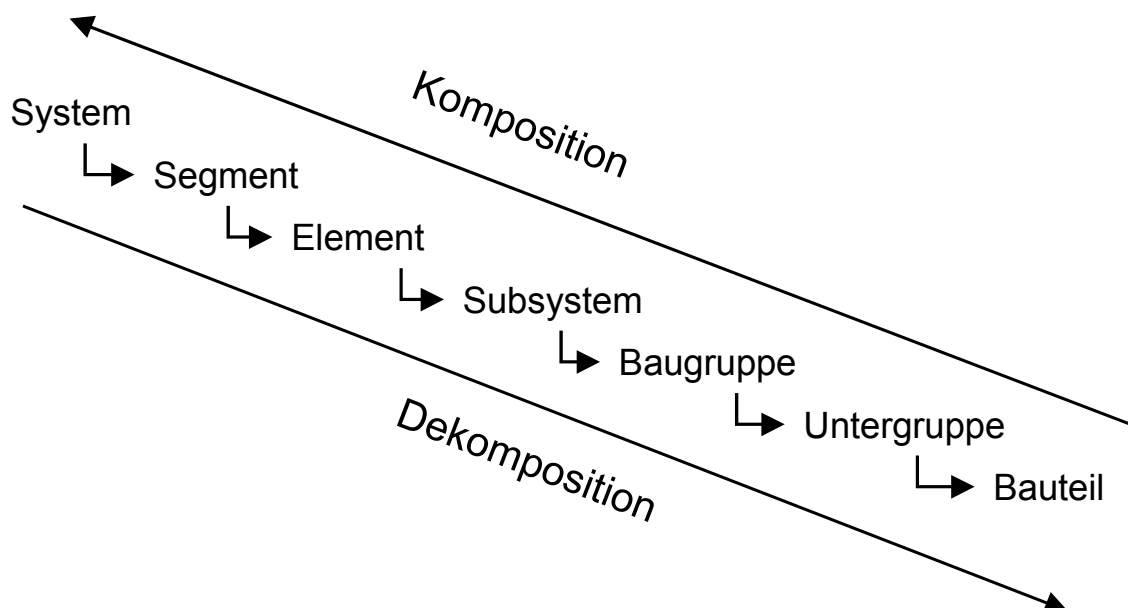 System
Komposition
Segment
Element
Subsystem
Baugruppe
Dekomposition
Untergruppe
Bauteil